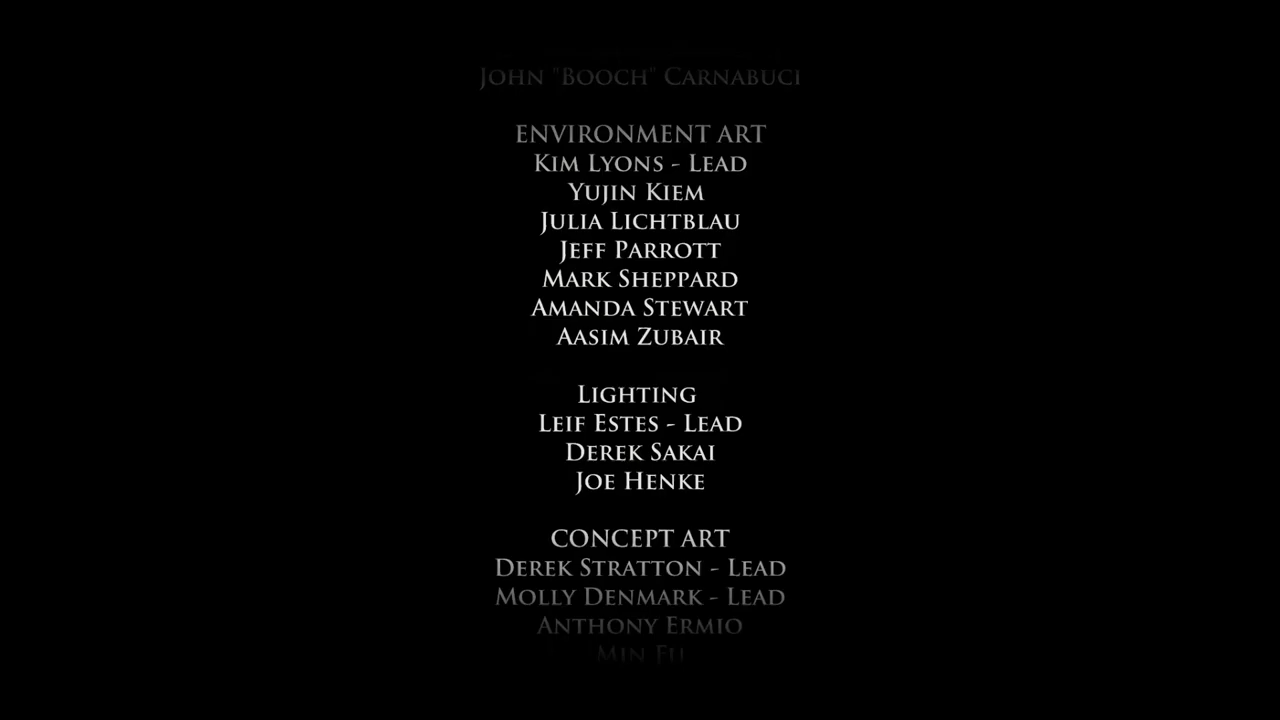 John "Booch" Carnabuci
ENVIRONMENT ART
Kim Lyons - Lead
Yujin Kiem
Julia Lichtblau
Jeff Parrott
Mark Sheppard
Amanda Stewart
Aasim Zubair
Lighting
Leif Estes - Lead
Derek Sakai
Joe Henke
CONCEPT ART
Derek Stratton - Lead
Molly Denmark - Lead
Anthony Ermio
Min